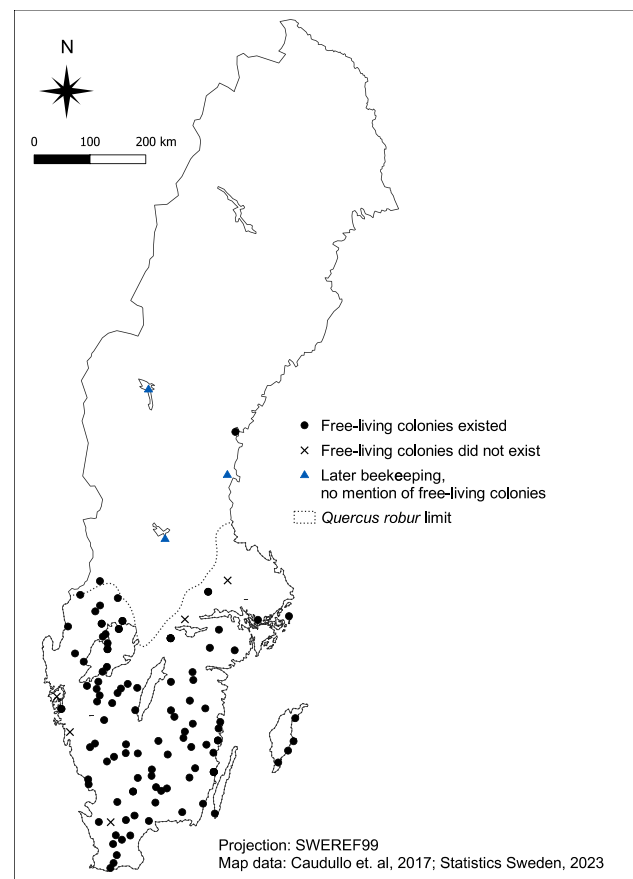 N
0 100 200 km
Free-living colonies existed
Free-living colonies did not exist
Later beekeeping,
no mention of free-living colonies
Quercus robur limit
Projection: SWEREF99
Map data: Caudullo et. al, 2017; Statistics Sweden, 2023